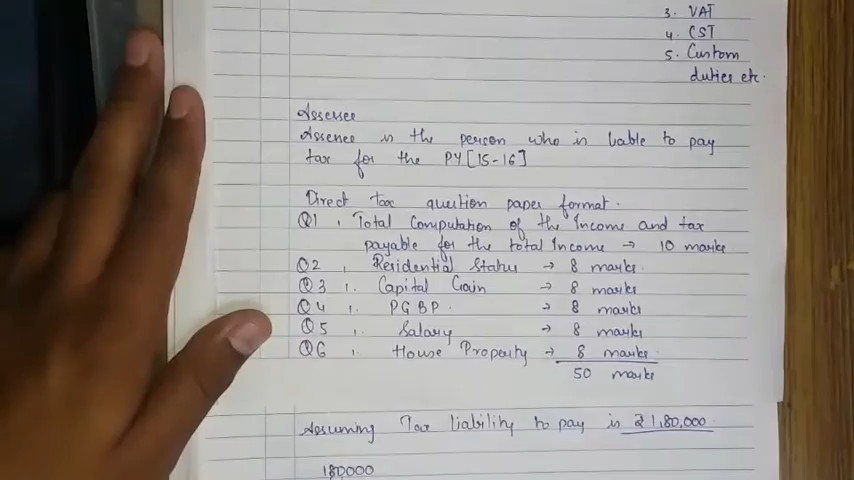 3. VAT
4. CST
5. Custom
duties etc.
Assessee
Assesee is the person who is liable to pay
tax for the PY [15-16]
Direct tax question paper format.
Q1. Total Computation of the Income and tax
payable for the total Income → 10 marks
Q2. Residential Status → 8 marks.
Q3. Capital Gain → 8 marks
Q4. PGBP. → 8 marks
Q5. Salary → 8 marks
Q6. House Property → 8 marks
50 marks
Assuming Tax liability to pay is ₹ 1,80,000
180000